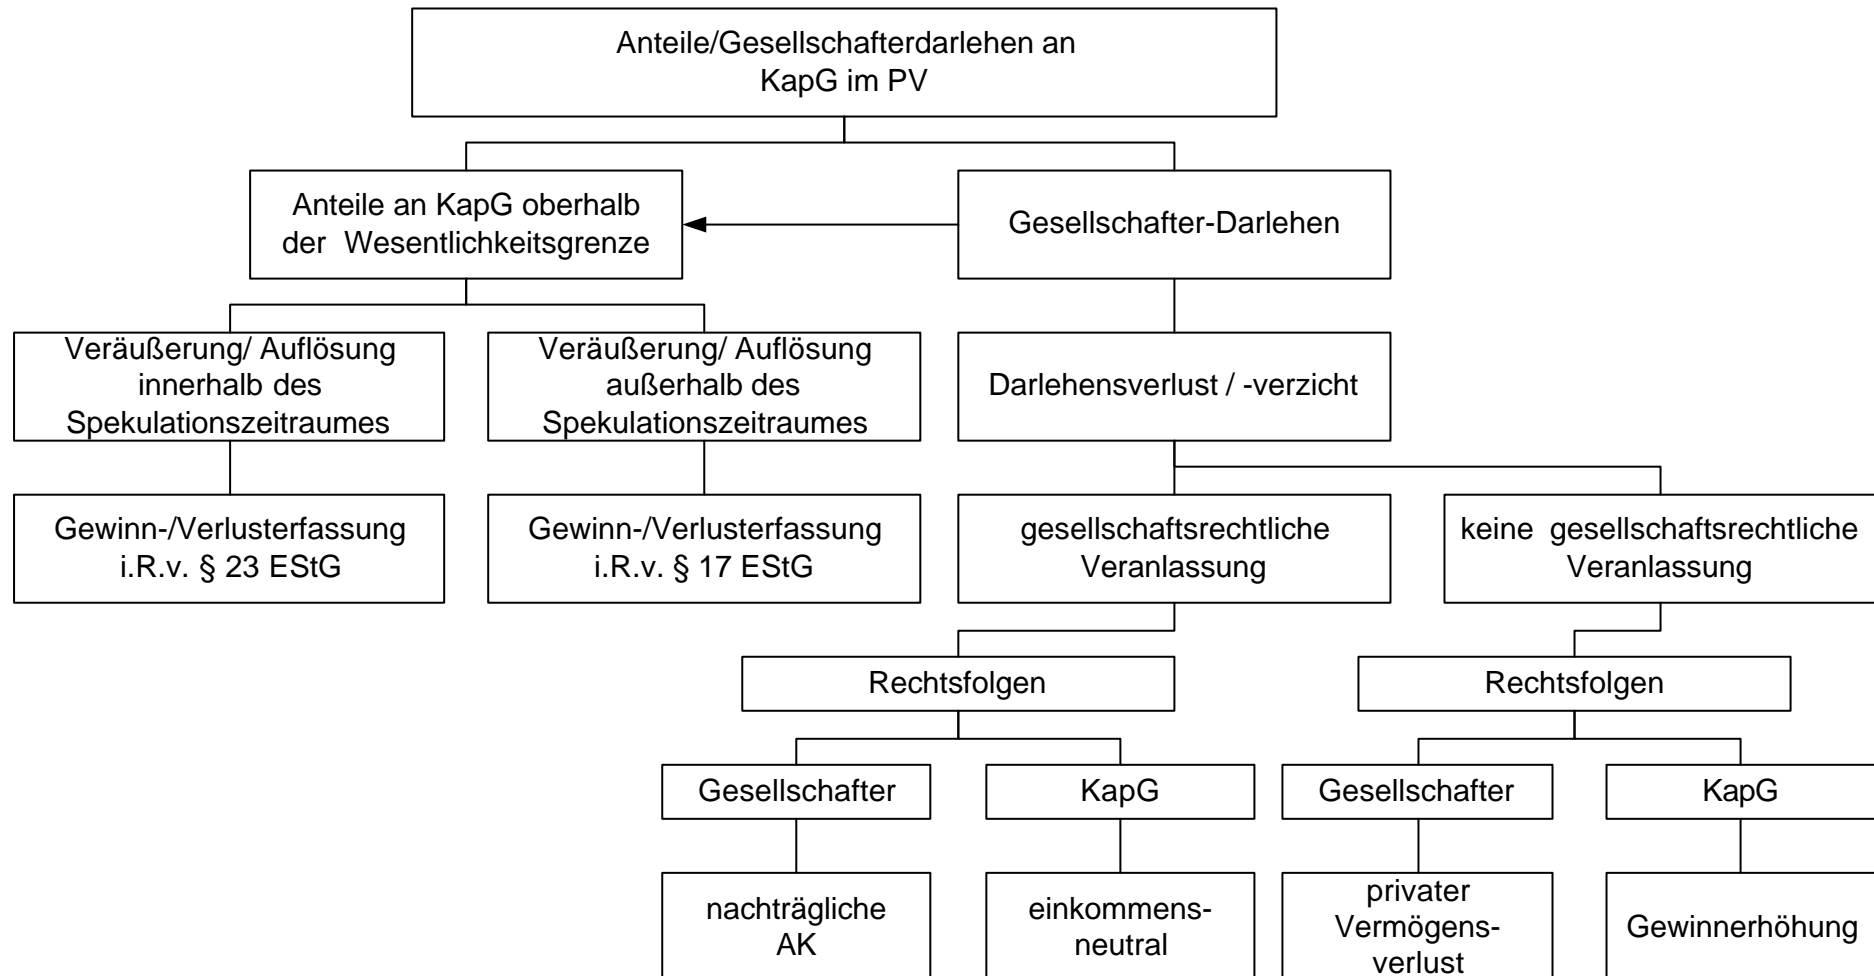 Anteile/Gesellschafterdarlehen an
KapG im PV
Anteile an KapG oberhalb
der Wesentlichkeitsgrenze
Gesellschafter-Darlehen
Veräußerung/ Auflösung
innerhalb des
Spekulationszeitraumes
Veräußerung/ Auflösung
außerhalb des
Spekulationszeitraumes
Darlehensverlust / -verzicht
Gewinn-/Verlusterfassung
i.R.v. § 23 EStG
Gewinn-/Verlusterfassung
i.R.v. § 17 EStG
gesellschaftsrechtliche
Veranlassung
keine gesellschaftsrechtliche
Veranlassung
Rechtsfolgen
Rechtsfolgen
Gesellschafter
KapG
Gesellschafter
KapG
nachträgliche
AK
einkommens-
neutral
privater
Vermögens-
verlust
Gewinnerhöhung